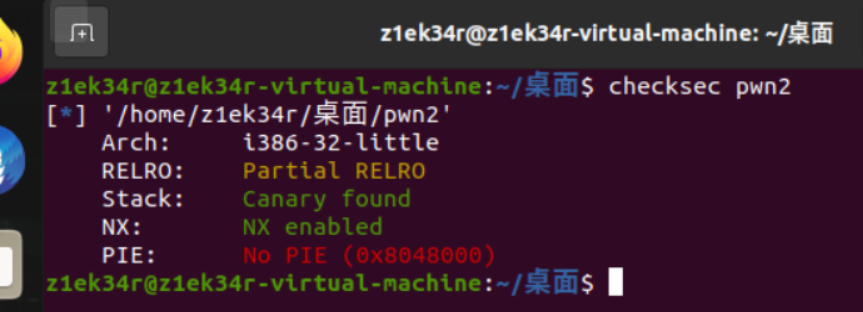 z1ek34r@z1ek34r-virtual-machine: ~/桌面
z1ek34r@z1ek34r-virtual-machine:~/桌面$ checksec pwn2
[*] '/home/z1ek34r/桌面/pwn2'
    Arch:     i386-32-little
    RELRO:    Partial RELRO
    Stack:    Canary found
    NX:       NX enabled
    PIE:      No PIE (0x8048000)
z1ek34r@z1ek34r-virtual-machine:~/桌面$